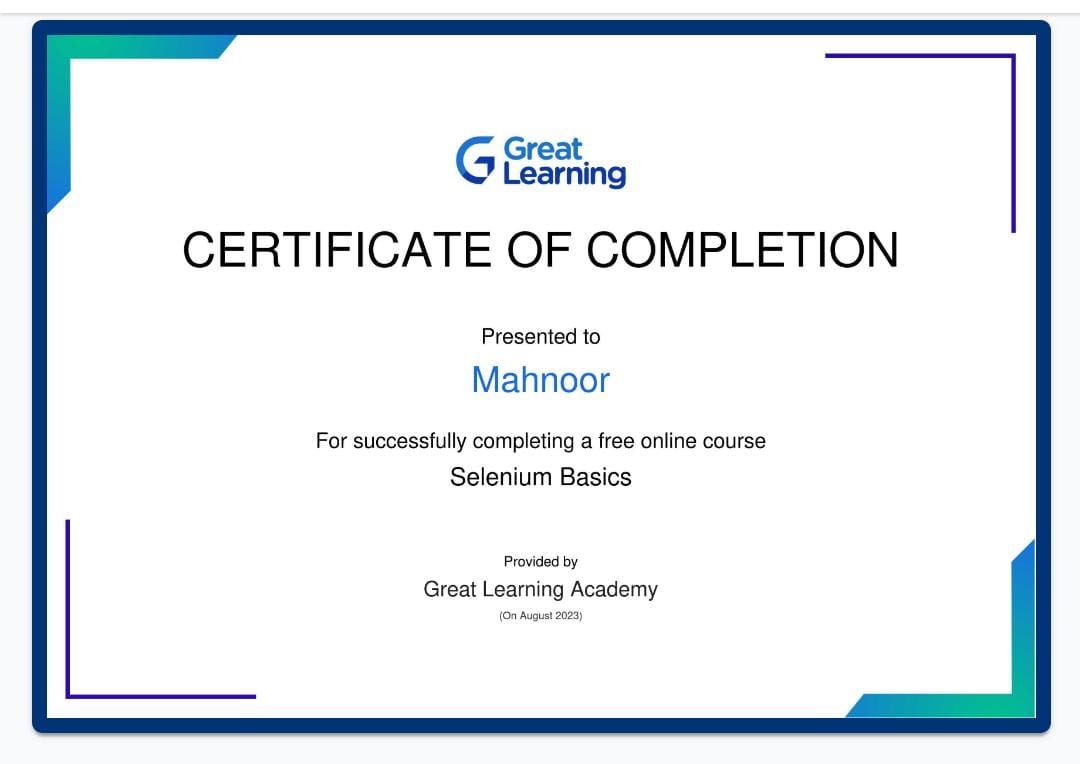 Great
Learning
CERTIFICATE OF COMPLETION
Presented to
Mahnoor
For successfully completing a free online course
Selenium Basics
Provided by
Great Learning Academy
(On August 2023)